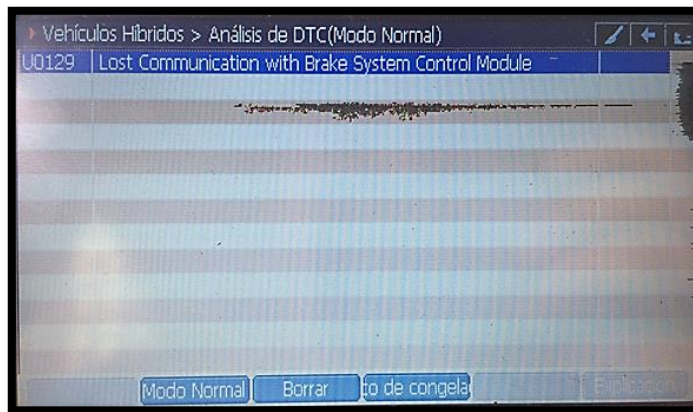 Vehículos Híbridos > Análisis de DTC(Modo Normal)
U0129 Lost Communication with Brake System Control Module
Modo Normal Borrar to de congela Explicación